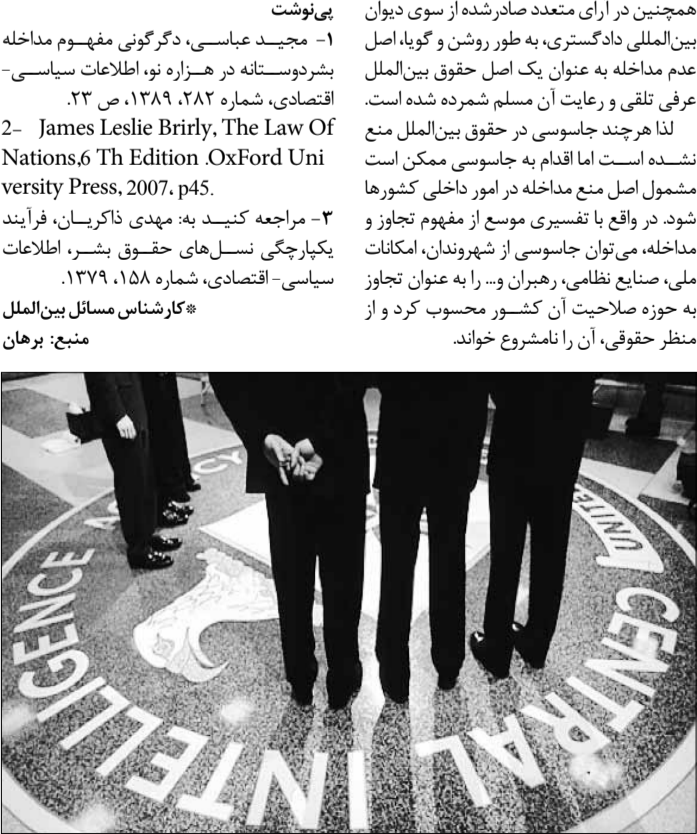 همچنین در آرای متعدد صادرشده از سوی دیوان
بین‌المللی دادگستری، به طور روشن و گویا، اصل
عدم مداخله به عنوان یک اصل حقوق بین‌الملل
عرفی تلقی و رعایت آن مسلم شمرده شده است.
لذا هرچند جاسوسی در حقوق بین‌الملل منع
نشده است اما اقدام به جاسوسی ممکن است
مشمول اصل منع مداخله در امور داخلی کشورها
شود. در واقع با تفسیری موسع از مفهوم تجاوز و
مداخله، می‌توان جاسوسی از شهروندان، امکانات
ملی، صنایع نظامی، رهبران و... را به عنوان تجاوز
به حوزه صلاحیت آن کشور محسوب کرد و از
منظر حقوقی، آن را نامشروع خواند.
پی‌نوشت
۱- مجید عباسی، دگرگونی مفهوم مداخله
بشردوستانه در هزاره نو، اطلاعات سیاسی-
اقتصادی، شماره ۲۸۲، ۱۳۸۹، ص ۲۳.
2- James Leslie Brirly, The Law Of
Nations,6 Th Edition .OxFord Uni
versity Press, 2007، p45.
۳- مراجعه کنید به: مهدی ذاکریان، فرآیند
یکپارچگی نسل‌های حقوق بشر، اطلاعات
سیاسی- اقتصادی، شماره ۱۵۸، ۱۳۷۹.
*کارشناس مسائل بین‌الملل
منبع: برهان
CENTRAL INTELLIGENCE
UNITE